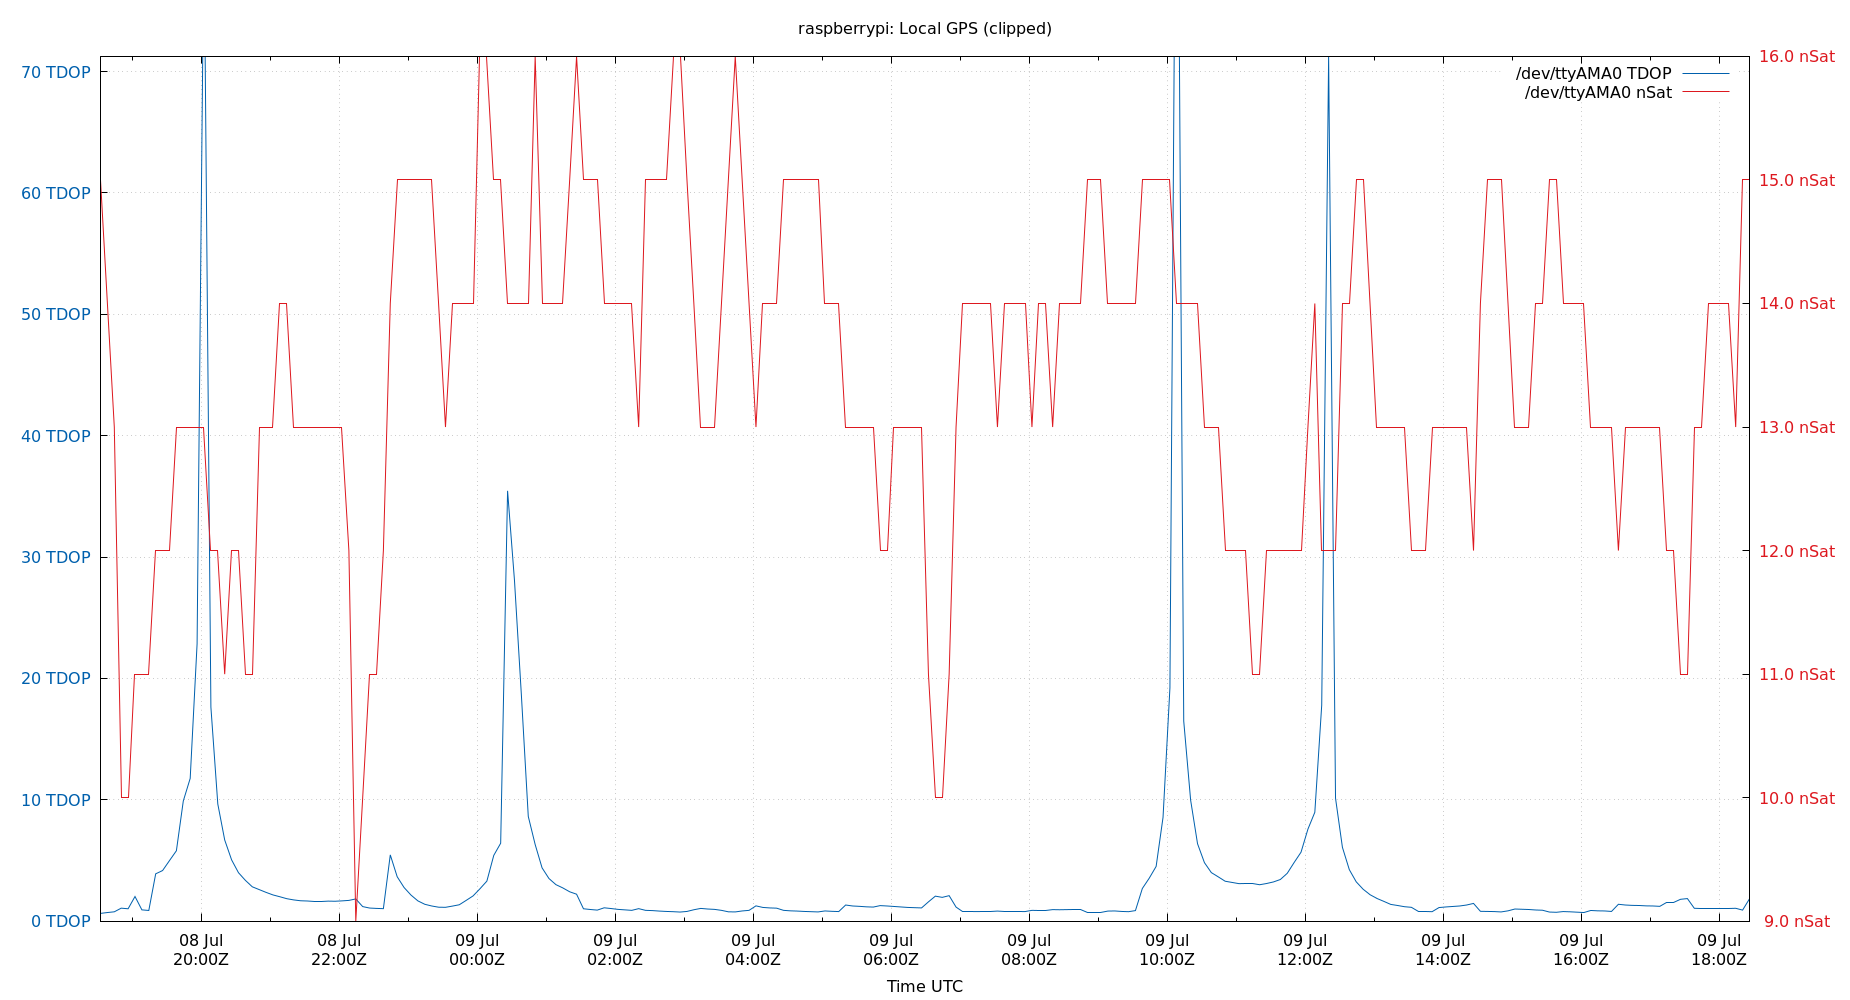 raspberrypi: Local GPS (clipped)
70 TDOP
60 TDOP
50 TDOP
40 TDOP
30 TDOP
20 TDOP
10 TDOP
0 TDOP
16.0 nSat
15.0 nSat
14.0 nSat
13.0 nSat
12.0 nSat
11.0 nSat
10.0 nSat
9.0 nSat
/dev/ttyAMA0 TDOP
/dev/ttyAMA0 nSat
08 Jul
20:00Z
08 Jul
22:00Z
09 Jul
00:00Z
09 Jul
02:00Z
09 Jul
04:00Z
09 Jul
06:00Z
09 Jul
08:00Z
09 Jul
10:00Z
09 Jul
12:00Z
09 Jul
14:00Z
09 Jul
16:00Z
09 Jul
18:00Z
Time UTC